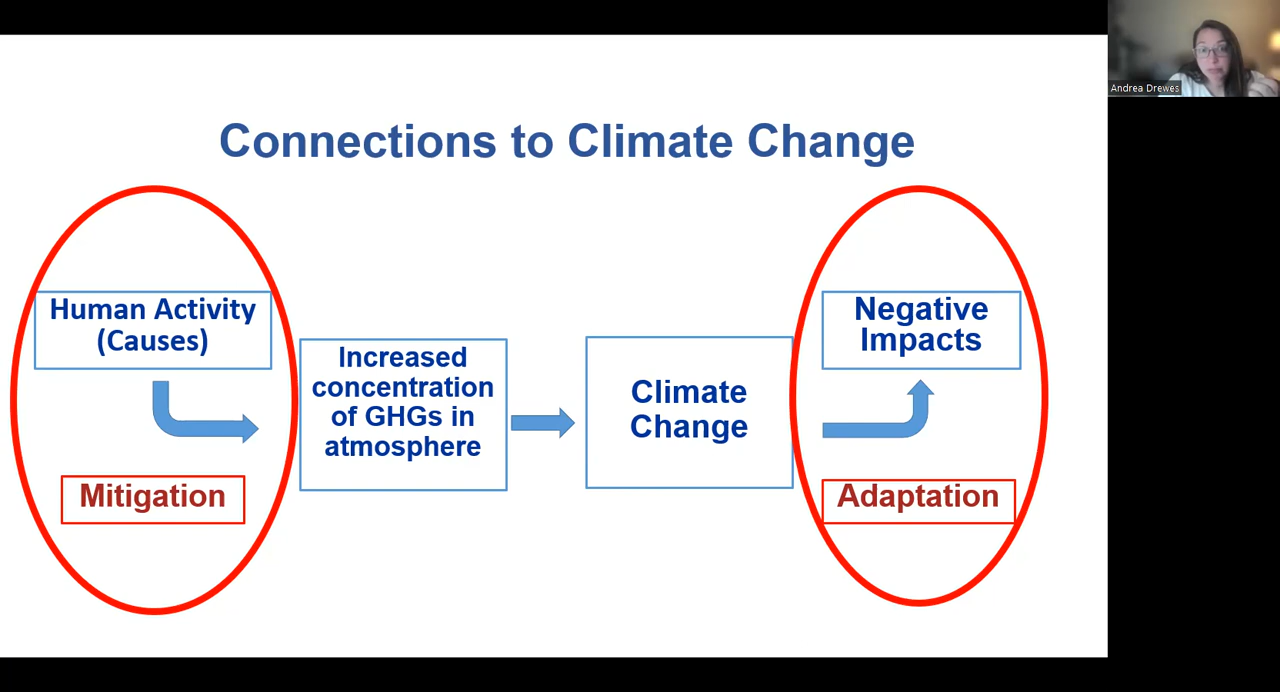 Andrea Drewes
Connections to Climate Change
Human Activity
(Causes)
Mitigation
Increased
concentration
of GHGs in
atmosphere
Climate
Change
Negative
Impacts
Adaptation